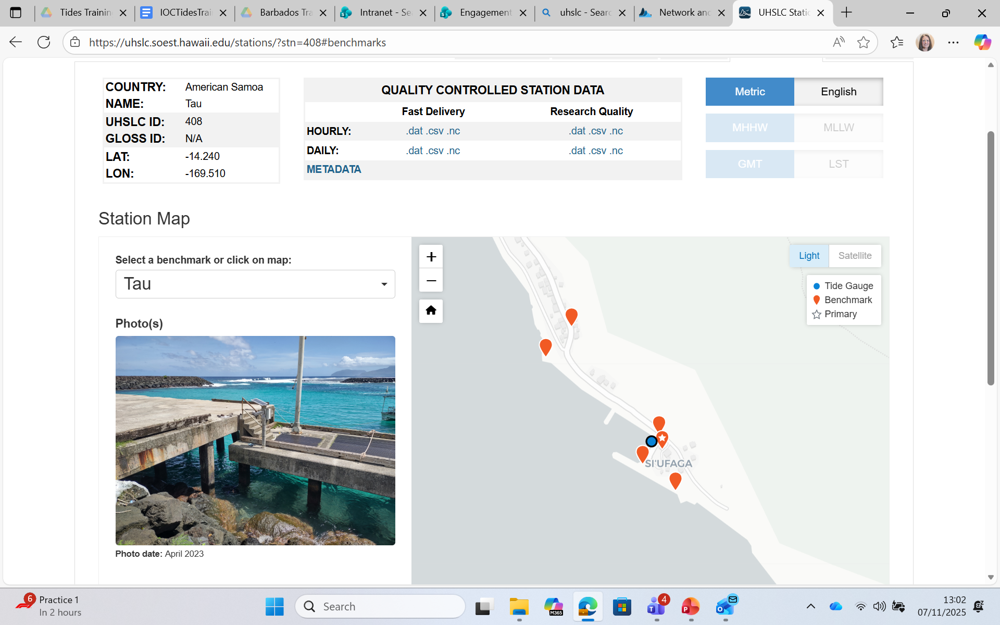 Tides Training
IOCTidesTrai
Barbados Tra
Intranet - Se
Engagement
uhslc - Searc
Network and
UHSLC Static
https://uhslc.soest.hawaii.edu/stations/?stn=408#benchmarks
COUNTRY: American Samoa
NAME: Tau
UHSLC ID: 408
GLOSS ID: N/A
LAT: -14.240
LON: -169.510
QUALITY CONTROLLED STATION DATA
Fast Delivery Research Quality
HOURLY: .dat .csv .nc .dat .csv .nc
DAILY: .dat .csv .nc .dat .csv .nc
METADATA
Metric English
MHHW MLLW
GMT LST
Station Map
Select a benchmark or click on map:
Tau
Photo(s)
Photo date: April 2023
+
−
Light Satellite
Tide Gauge
Benchmark
Primary
SI'UFAGA
6
Practice 1
In 2 hours
Search
M365
4
13:02
07/11/2025